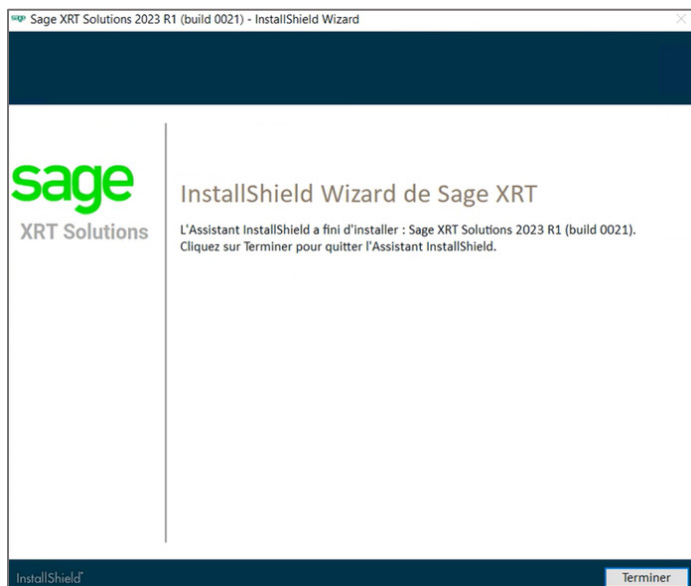 Sage XRT Solutions 2023 R1 (build 0021) - InstallShield Wizard
sage
XRT Solutions
InstallShield Wizard de Sage XRT
L'Assistant InstallShield a fini d'installer : Sage XRT Solutions 2023 R1 (build 0021).
Cliquez sur Terminer pour quitter l'Assistant InstallShield.
InstallShield
Terminer